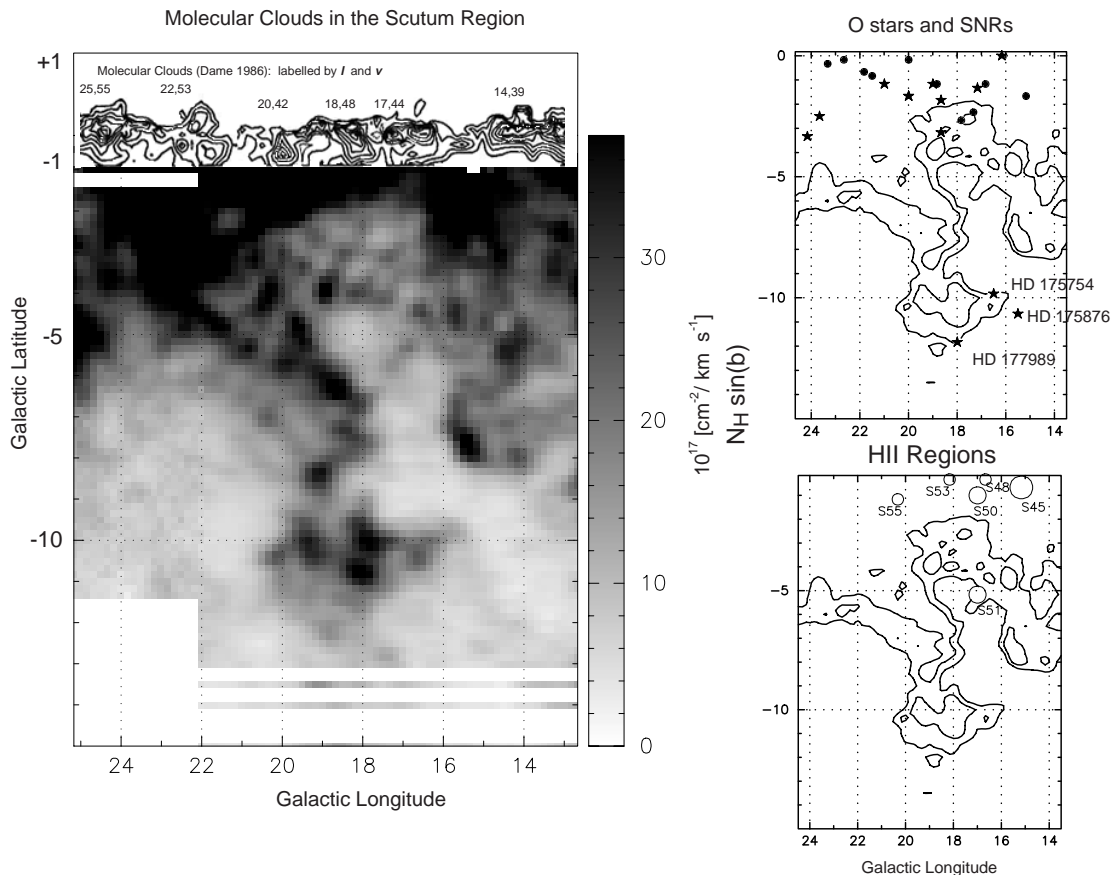 Molecular Clouds in the Scutum Region
+1
Molecular Clouds (Dame 1986): labelled by l and v
25,55
22,53
20,42
18,48
17,44
14,39
-1
-5
-10
Galactic Latitude
24
22
20
18
16
14
Galactic Longitude
30
20
10
0
10^17 [cm^-2/ km s^-1]
N_H sin(b)
O stars and SNRs
0
−5
−10
HD 175754
HD 175876
HD 177989
24
22
20
18
16
14
HII Regions
0
−5
−10
S55
S53
S50
S48
S45
S51
24
22
20
18
16
14
Galactic Longitude